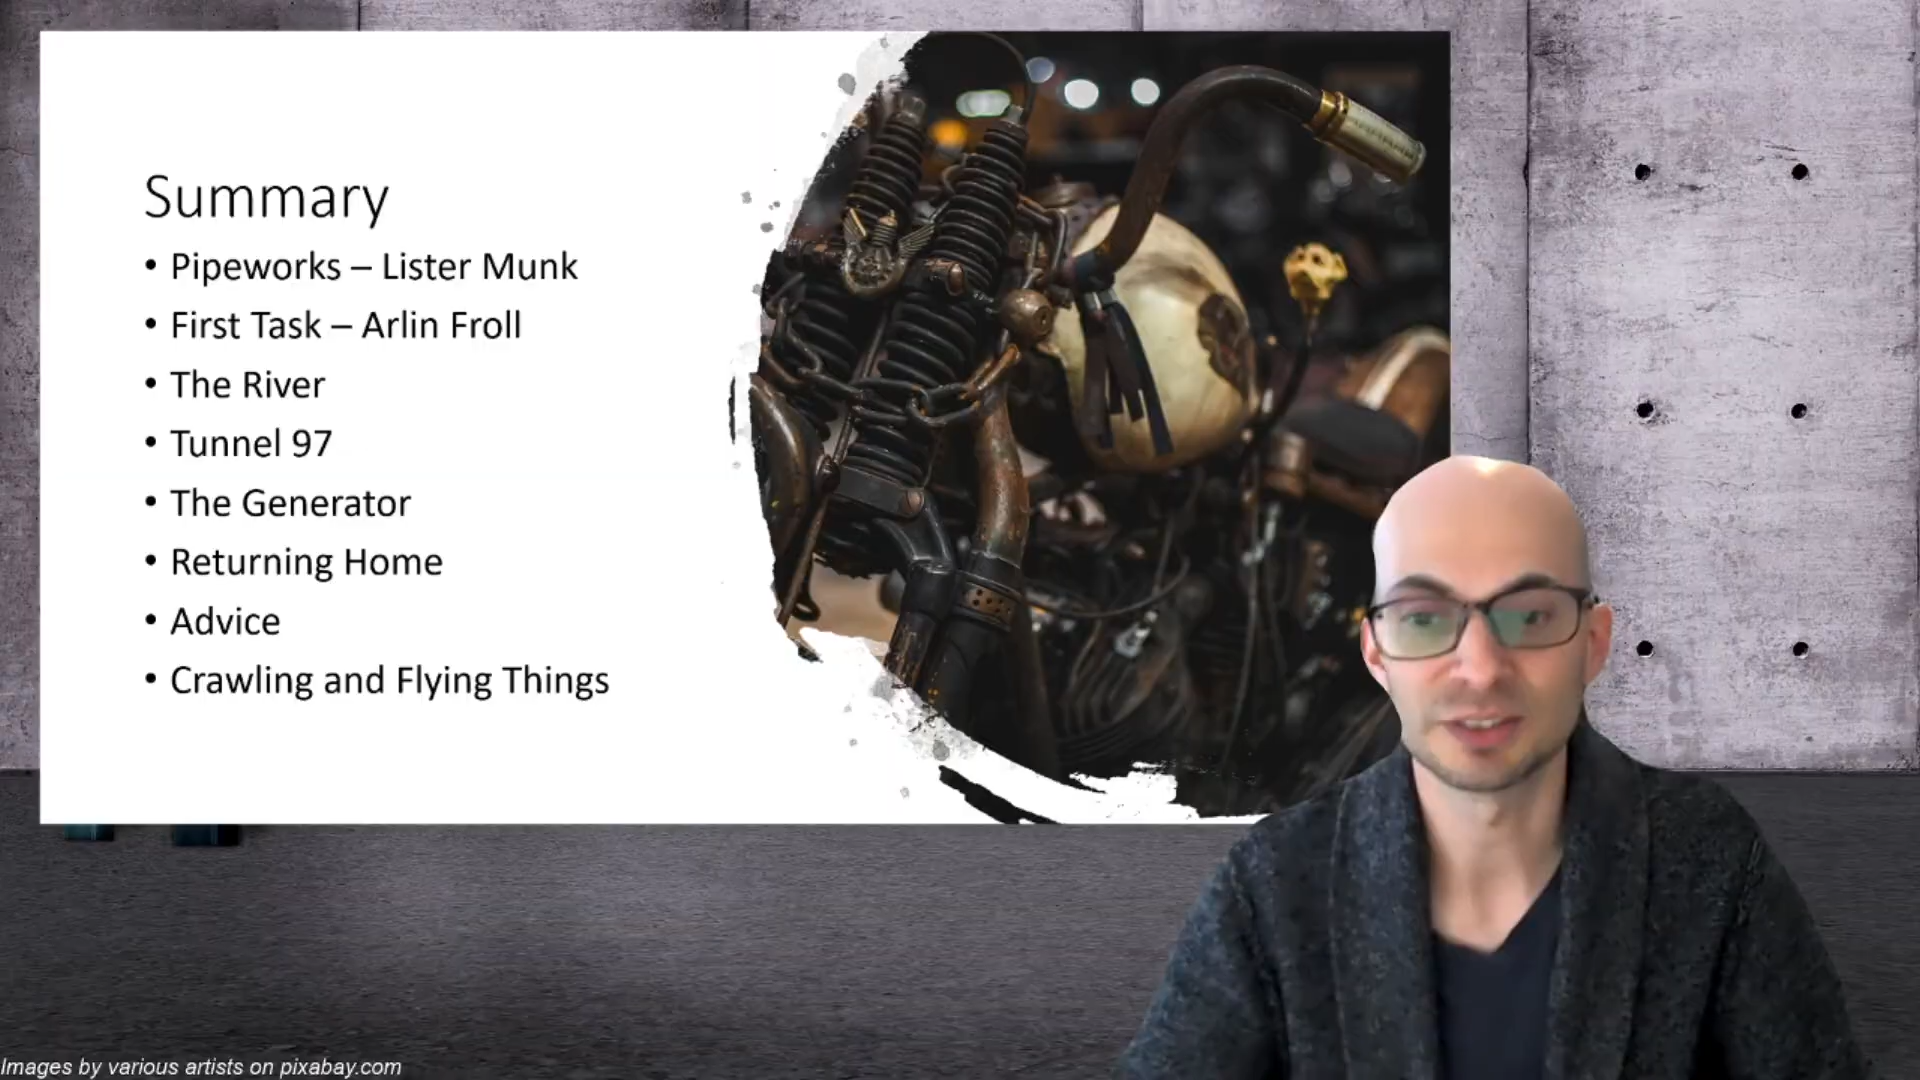 Summary
• Pipeworks – Lister Munk
• First Task – Arlin Froll
• The River
• Tunnel 97
• The Generator
• Returning Home
• Advice
• Crawling and Flying Things
Images by various artists on pixabay.com